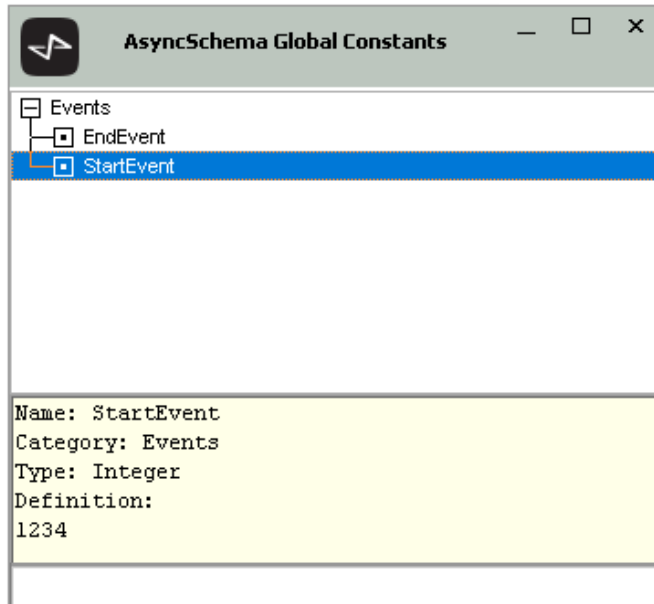 AsyncSchema Global Constants
Events
EndEvent
StartEvent
Name: StartEvent
Category: Events
Type: Integer
Definition:
1234